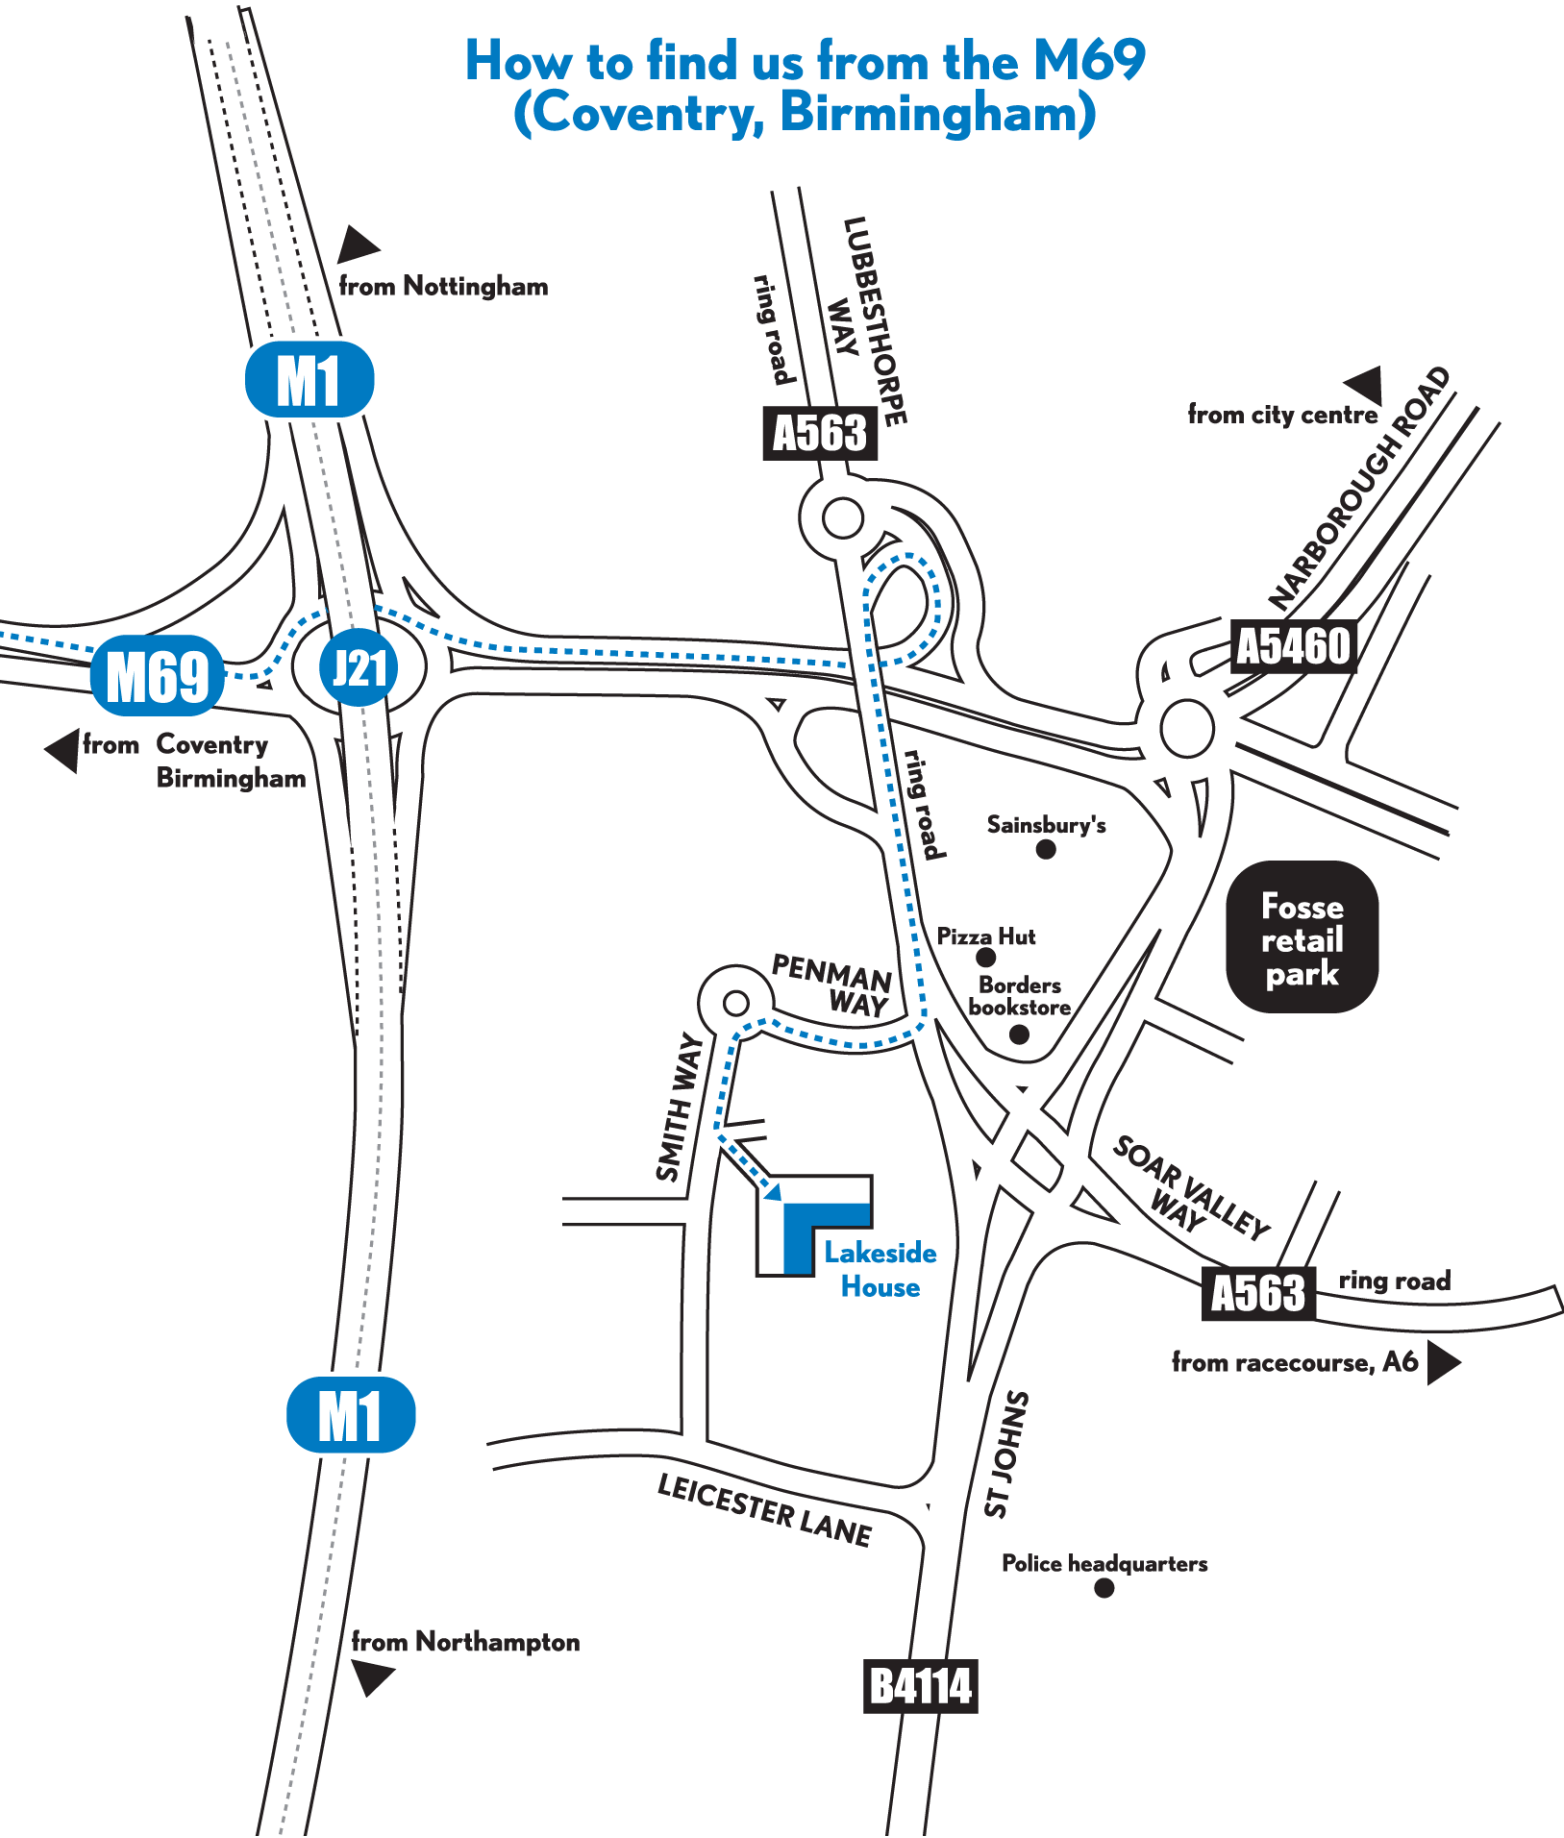 How to find us from the M69
(Coventry, Birmingham)
from Nottingham
M1
ring road
LUBBESTHORPE
WAY
A563
from city centre
NARBOROUGH ROAD
A5460
M69
J21
from Coventry
Birmingham
ring road
Sainsbury's
Fosse
retail
park
Pizza Hut
Borders
bookstore
PENMAN
WAY
SMITH WAY
SOAR VALLEY
WAY
Lakeside
House
A563
ring road
from racecourse, A6
M1
ST JOHNS
LEICESTER LANE
Police headquarters
from Northampton
B4114